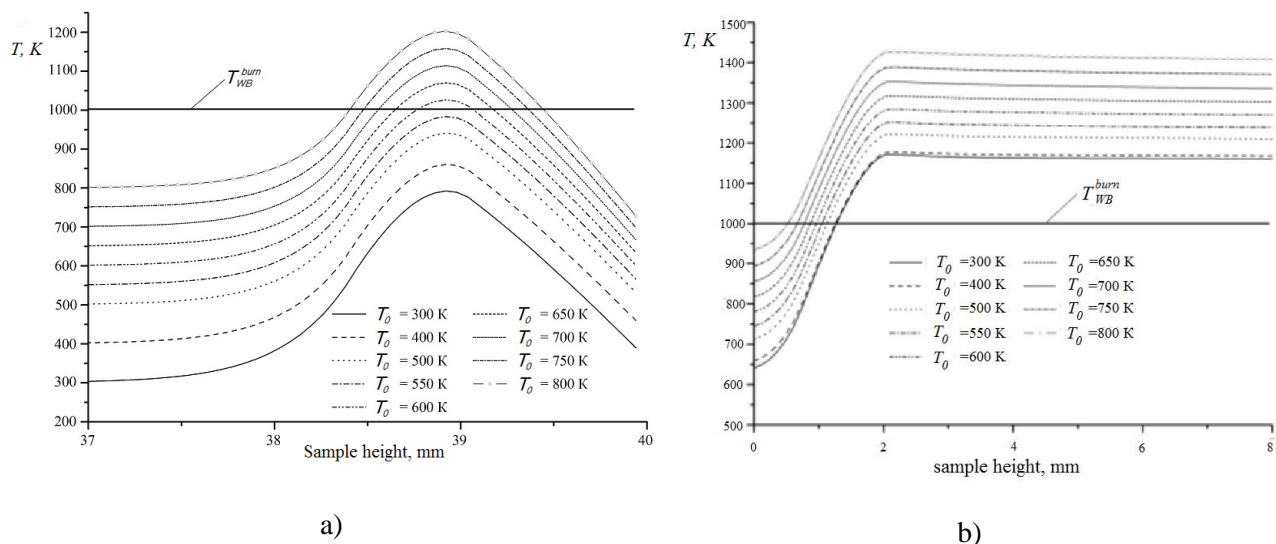 T, K
1200
1100
1000
900
800
700
600
500
400
300
200
T_WB^burn
T_0 = 300 K
T_0 = 400 K
T_0 = 500 K
T_0 = 550 K
T_0 = 600 K
T_0 = 650 K
T_0 = 700 K
T_0 = 750 K
T_0 = 800 K
37
38
39
40
Sample height, mm
a)
T, K
1500
1400
1300
1200
1150
1100
1000
900
800
700
600
500
T_WB^burn
T_0 =300 K
T_0 =400 K
T_0 =500 K
T_0 =550 K
T_0 =600 K
T_0 =650 K
T_0 =700 K
T_0 =750 K
T_0 =800 K
0
1
2
4
6
8
sample height, mm
b)